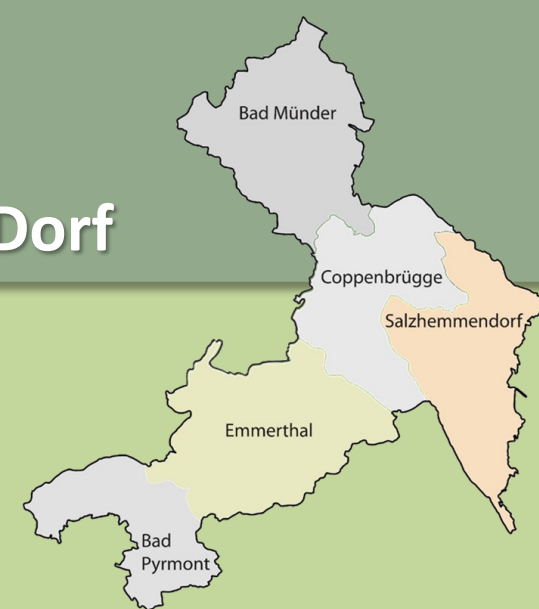 Bad Münder
Dorf
Coppenbrügge
Salzhemmendorf
Emmerthal
Bad
Pyrmont